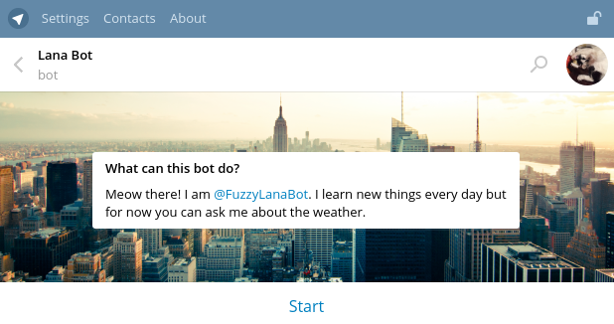 Settings Contacts About
Lana Bot
bot
What can this bot do?
Meow there! I am @FuzzyLanaBot. I learn new things every day but
for now you can ask me about the weather.
Start